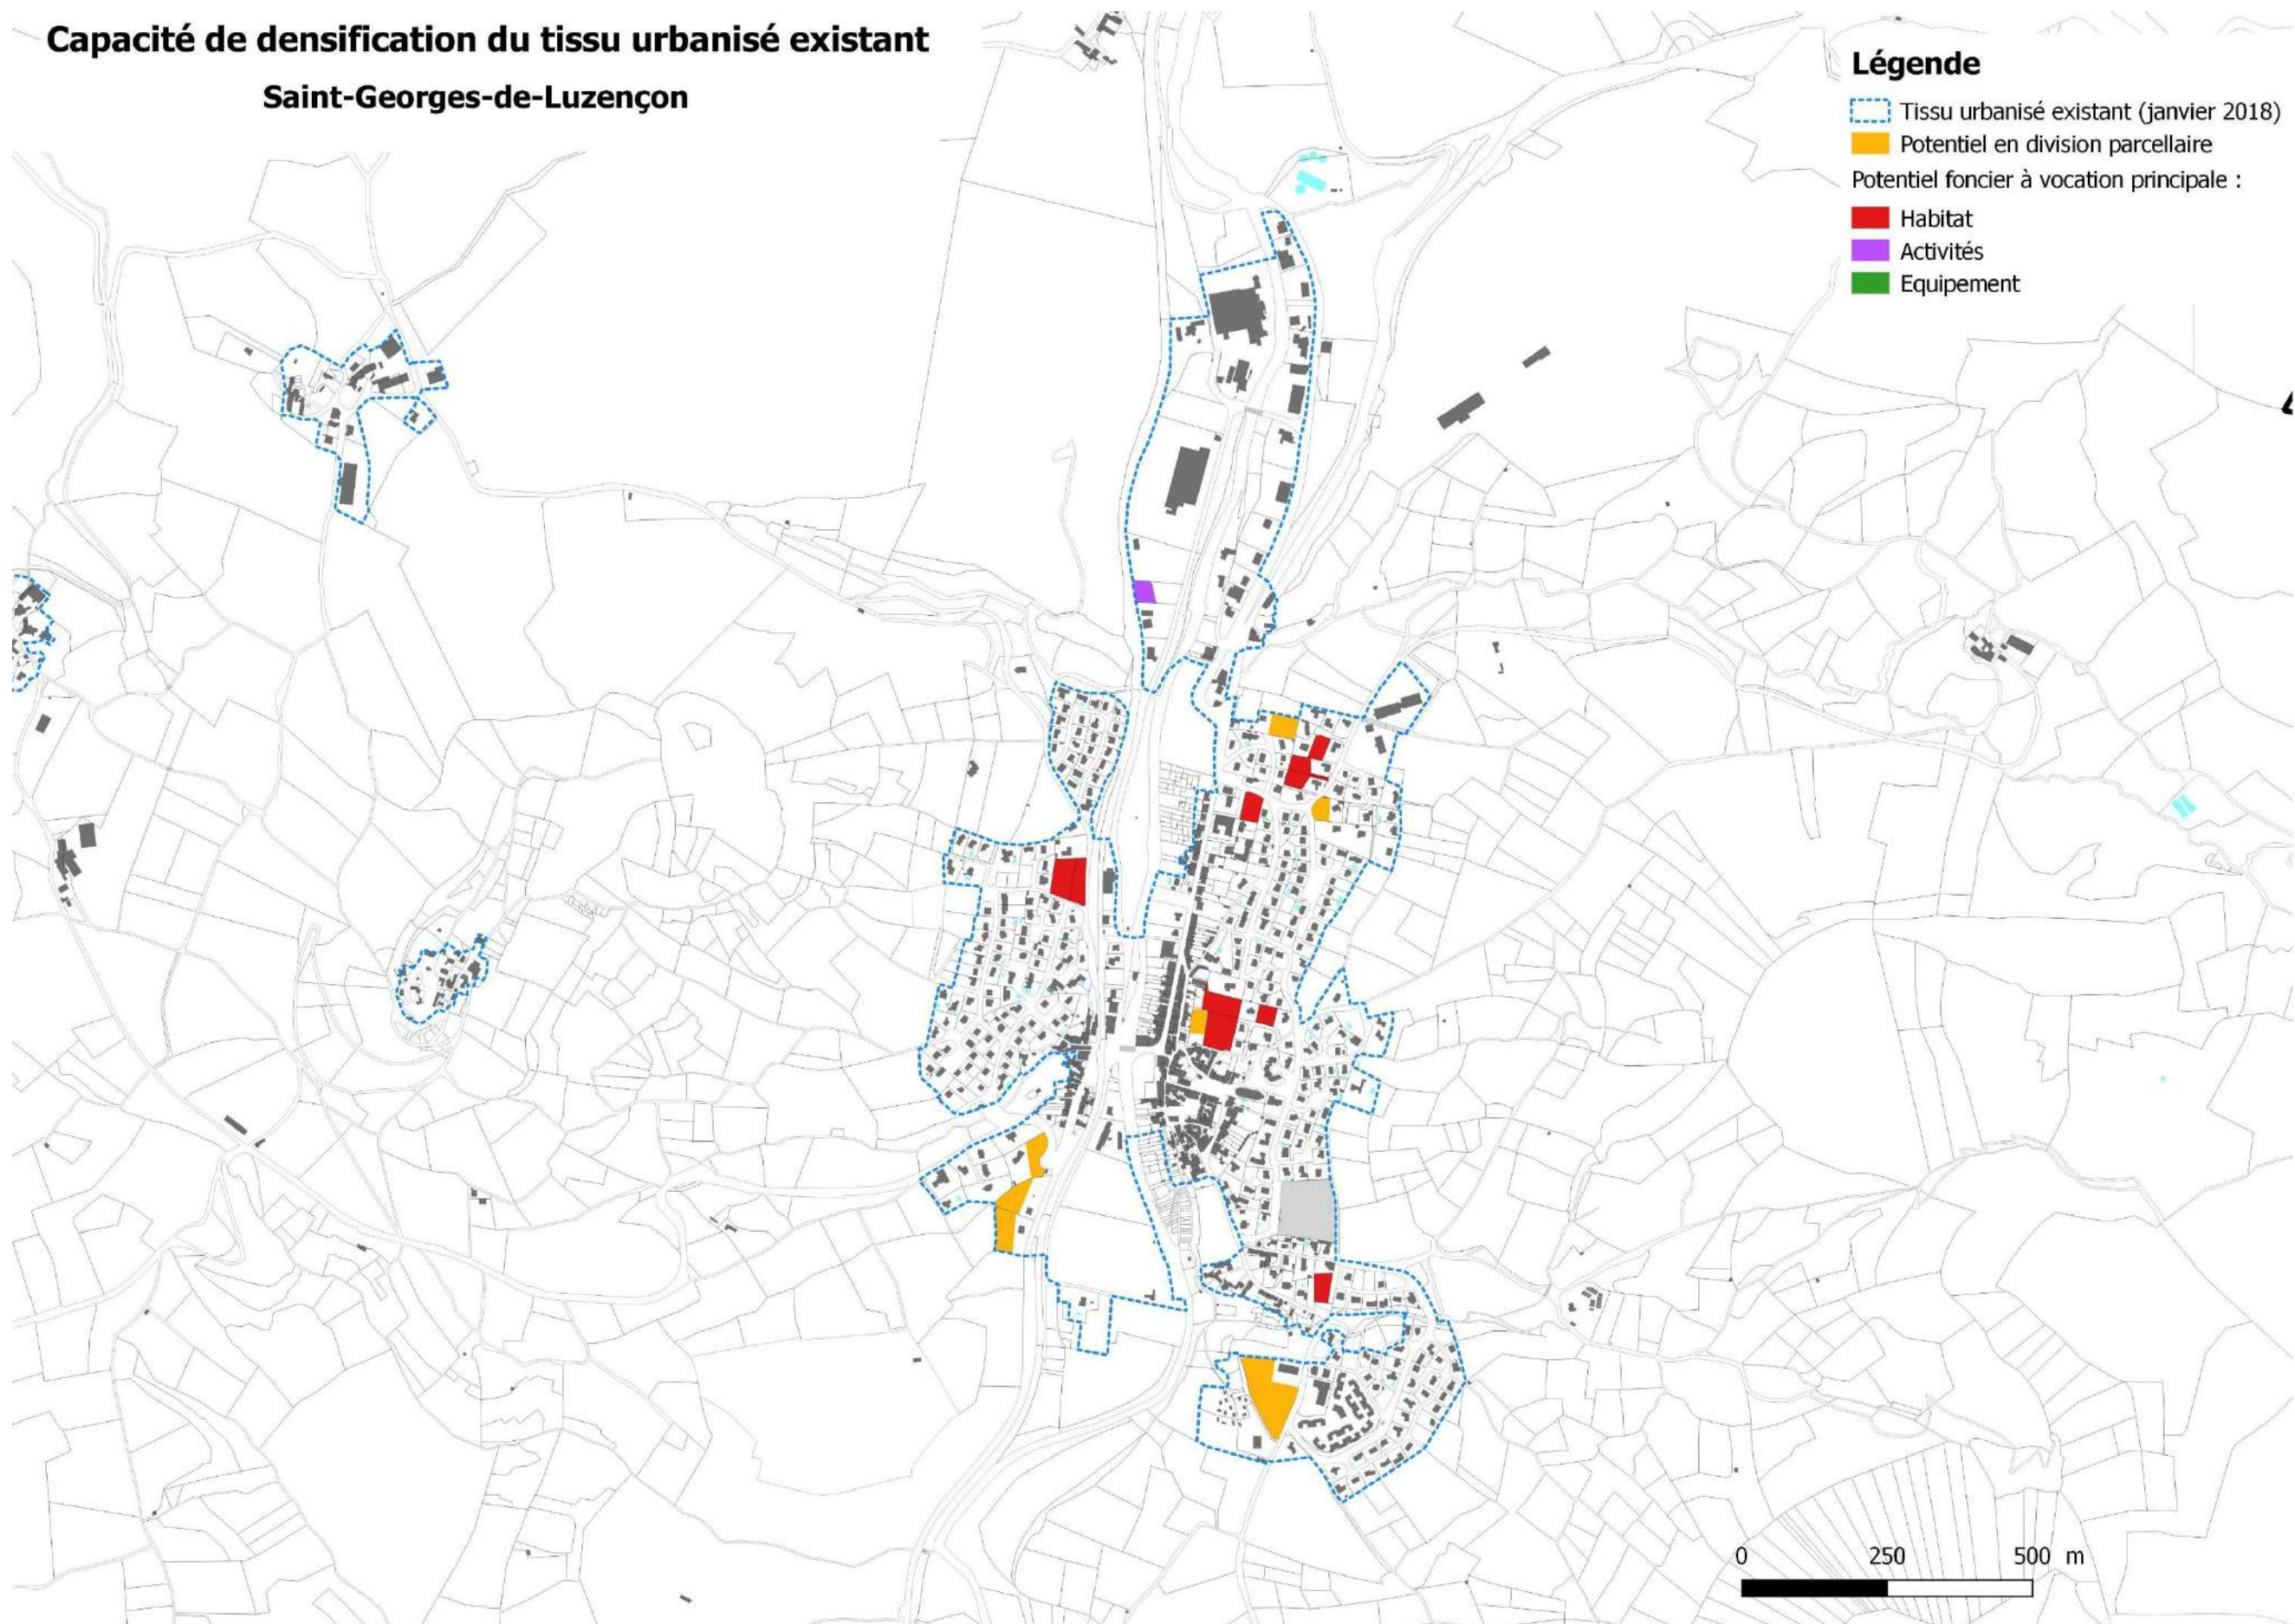 Capacité de densification du tissu urbanisé existant
Saint-Georges-de-Luzençon
Légende
Tissu urbanisé existant (janvier 2018)
Potentiel en division parcellaire
Potentiel foncier à vocation principale :
Habitat
Activités
Equipement
0 250 500 m